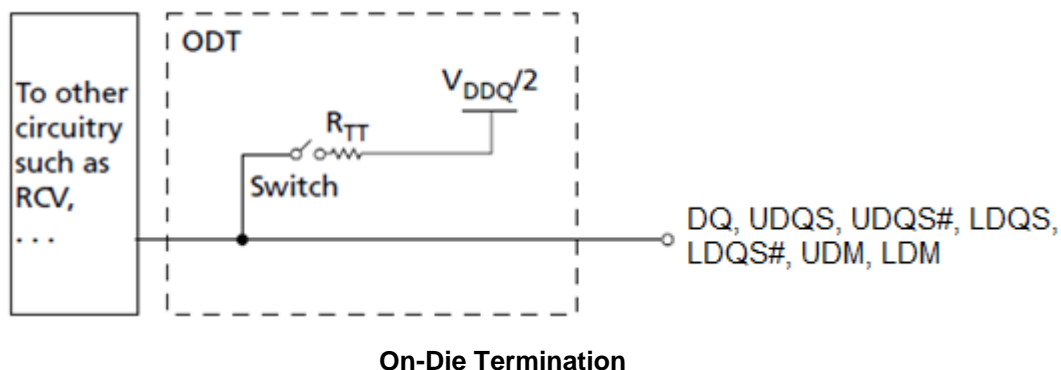 ODT
To other
circuitry
such as
RCV,
. . .
V_DDQ/2
R_TT
Switch
DQ, UDQS, UDQS#, LDQS,
LDQS#, UDM, LDM
On-Die Termination